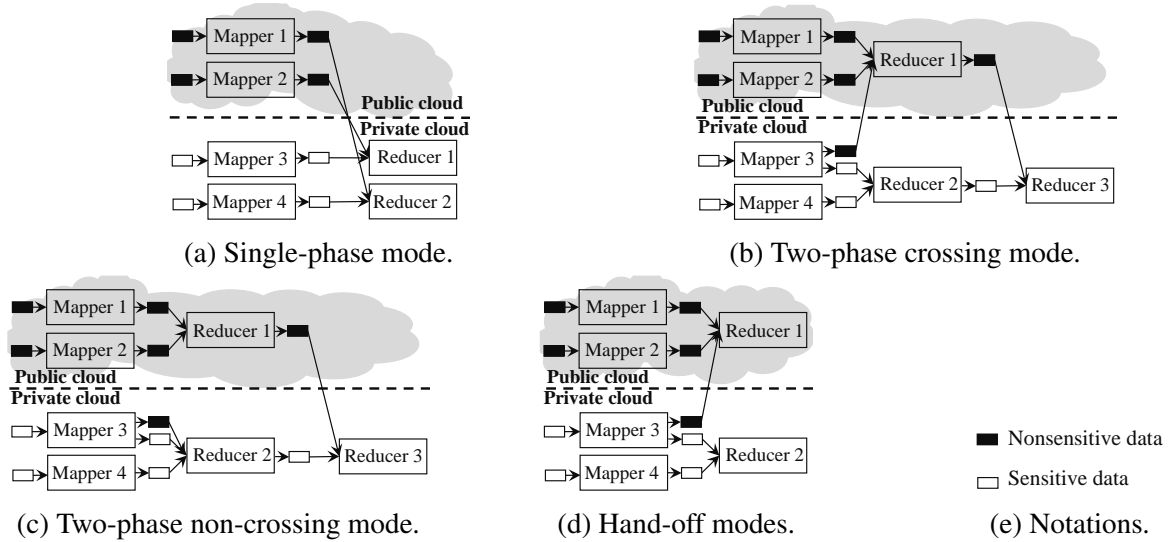 Mapper 1
Mapper 2
Public cloud
Private cloud
Mapper 3
Reducer 1
Mapper 4
Reducer 2
(a) Single-phase mode.
Mapper 1
Reducer 1
Mapper 2
Public cloud
Private cloud
Mapper 3
Reducer 2
Reducer 3
Mapper 4
(b) Two-phase crossing mode.
Mapper 1
Reducer 1
Mapper 2
Public cloud
Private cloud
Mapper 3
Reducer 2
Reducer 3
Mapper 4
(c) Two-phase non-crossing mode.
Mapper 1
Reducer 1
Mapper 2
Public cloud
Private cloud
Mapper 3
Reducer 2
Mapper 4
(d) Hand-off modes.
Nonsensitive data
Sensitive data
(e) Notations.